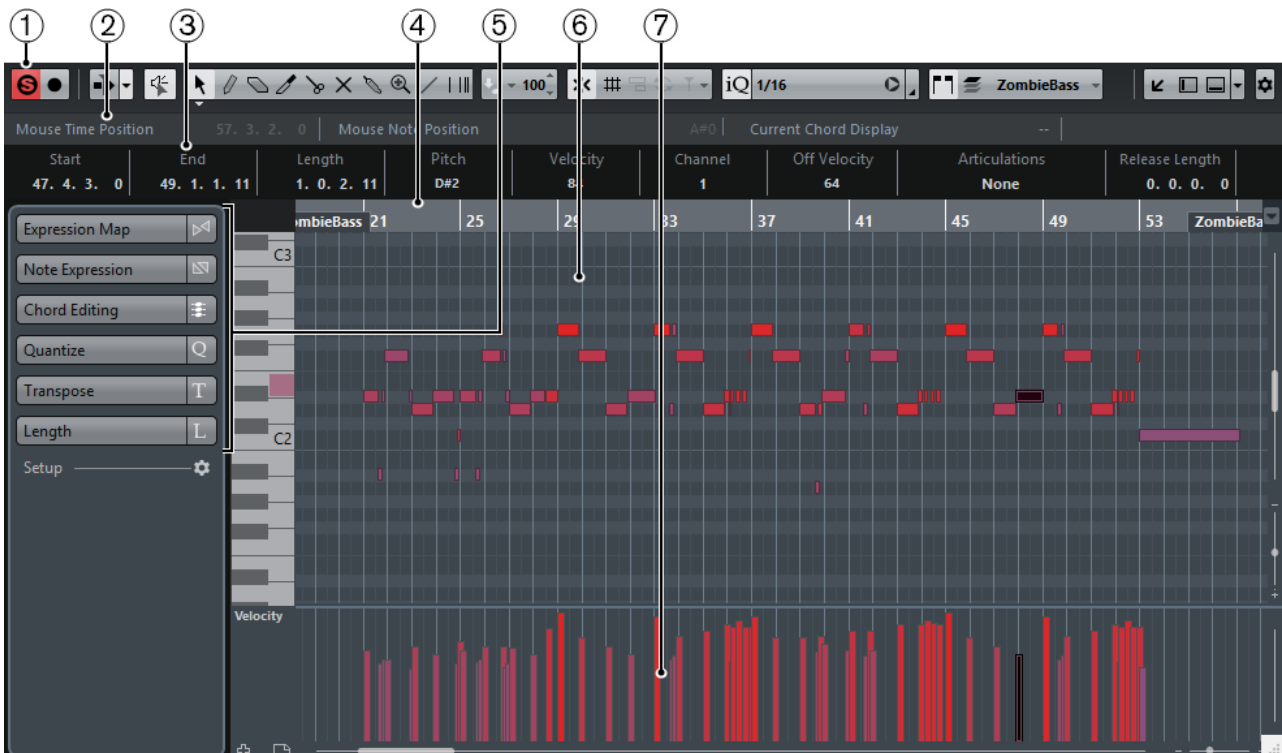 1 2 3 4 5 6 7
S 100 iQ 1/16 ZombieBass
Mouse Time Position 57. 3. 2. 0 Mouse Note Position A#0 Current Chord Display --
Start End Length Pitch Velocity Channel Off Velocity Articulations Release Length
47. 4. 3. 0 49. 1. 1. 11 1. 0. 2. 11 D#2 84 1 64 None 0. 0. 0. 0
ombieBass 21 25 29 33 37 41 45 49 53 ZombieBa
Expression Map
C3
Note Expression
Chord Editing
Quantize Q
Transpose T
Length L
C2
Setup
Velocity